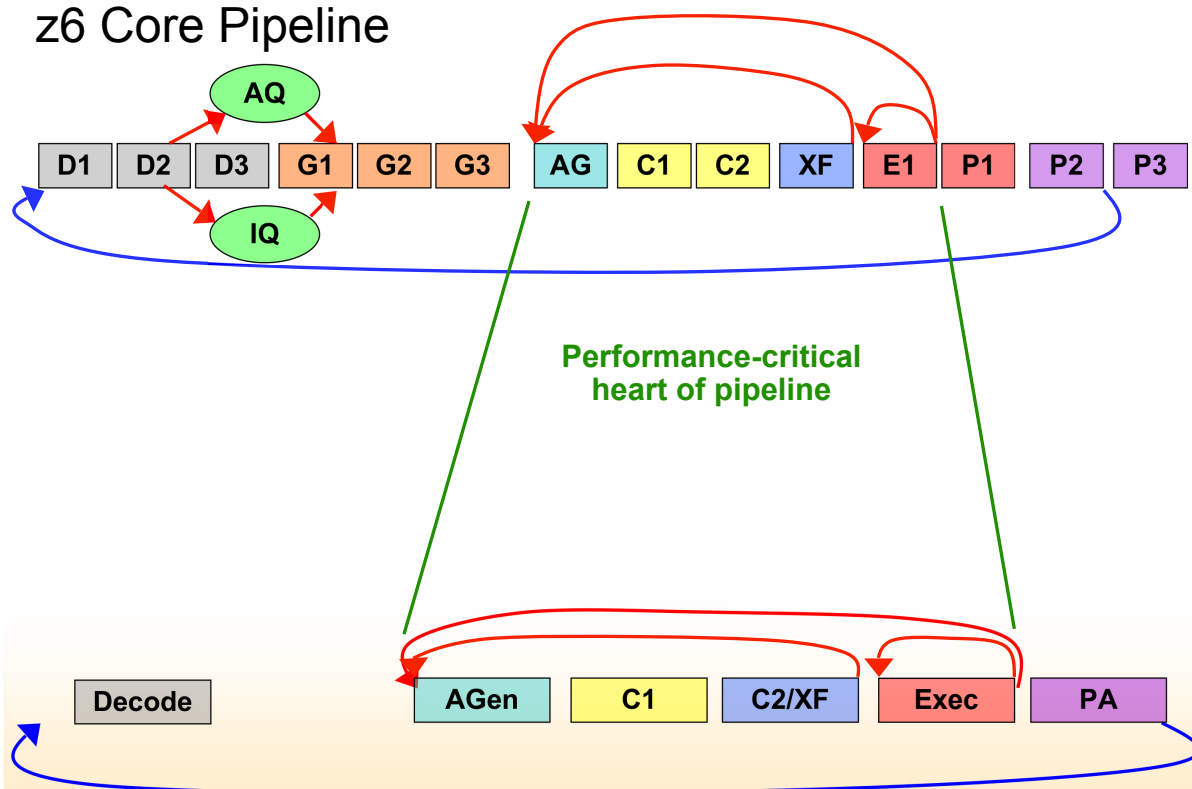 z6 Core Pipeline
AQ
D1 D2 D3 G1 G2 G3 AG C1 C2 XF E1 P1 P2 P3
IQ
Performance-critical
heart of pipeline
Decode AGen C1 C2/XF Exec PA